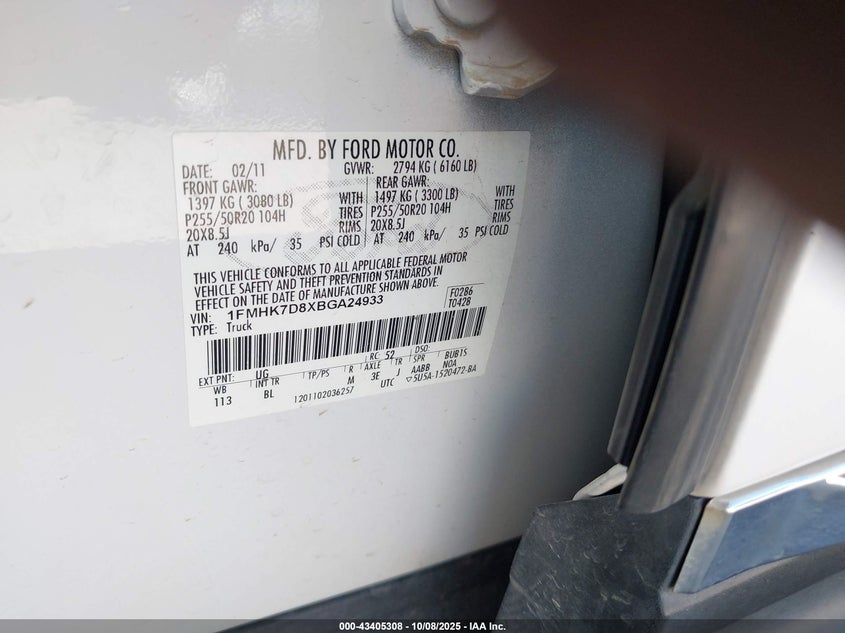 MFD. BY FORD MOTOR CO.
DATE: 02/11 GVWR: 2794 KG ( 6160 LB)
FRONT GAWR: REAR GAWR:
1397 KG ( 3080 LB) WITH 1497 KG ( 3300 LB) WITH
P255/50R20 104H TIRES P255/50R20 104H TIRES
20X8.5J RIMS 20X8.5J RIMS
AT 240 kPa/ 35 PSI COLD AT 240 kPa/ 35 PSI COLD
THIS VEHICLE CONFORMS TO ALL APPLICABLE FEDERAL MOTOR
VEHICLE SAFETY AND THEFT PREVENTION STANDARDS IN
EFFECT ON THE DATE OF MANUFACTURE SHOWN ABOVE.
VIN: 1FMHK7D8XBGA24933 F0286
TYPE: Truck T0428
EXT PNT: UG RC: 52 DSO:
WB INT TR TP/PS R AXLE TR SPR BUB1S
113 BL M 3E J AABB NOA
1201102036257 UTC ▽5U5A-1520472-BA
000-43405308 - 10/08/2025 - IAA Inc.